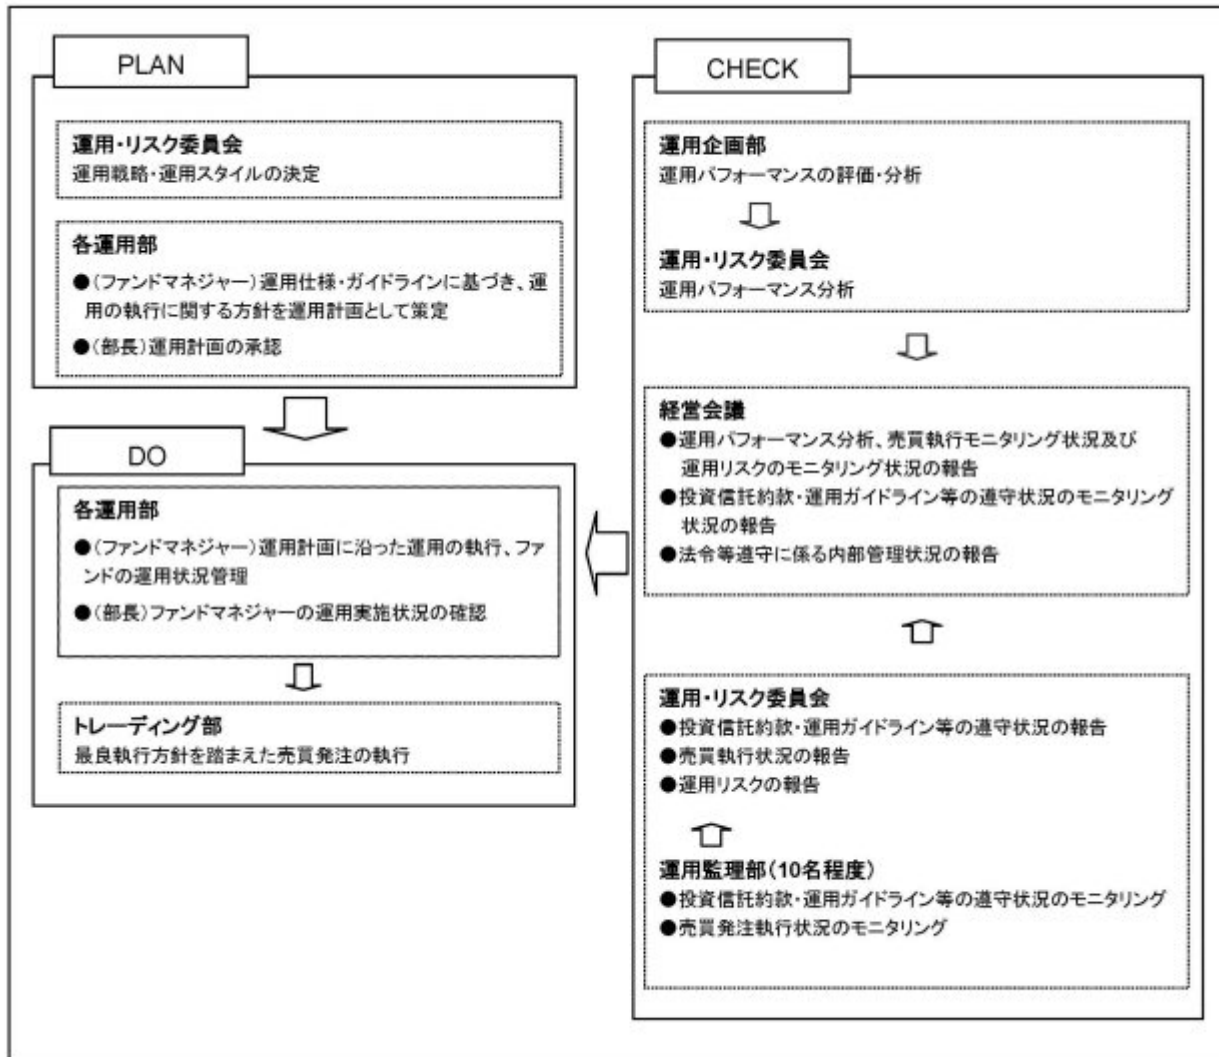 PLAN
運用・リスク委員会
運用戦略・運用スタイルの決定
各運用部
●(ファンドマネジャー)運用仕様・ガイドラインに基づき、運
用の執行に関する方針を運用計画として策定
●(部長)運用計画の承認
DO
各運用部
●(ファンドマネジャー)運用計画に沿った運用の執行、ファ
ンドの運用状況管理
●(部長)ファンドマネジャーの運用実施状況の確認
トレーディング部
最良執行方針を踏まえた売買発注の執行
CHECK
運用企画部
運用パフォーマンスの評価・分析
運用・リスク委員会
運用パフォーマンス分析
経営会議
●運用パフォーマンス分析、売買執行モニタリング状況及び
運用リスクのモニタリング状況の報告
●投資信託約款・運用ガイドライン等の遵守状況のモニタリング
状況の報告
●法令等遵守に係る内部管理状況の報告
運用・リスク委員会
●投資信託約款・運用ガイドライン等の遵守状況の報告
●売買執行状況の報告
●運用リスクの報告
運用監理部(10名程度)
●投資信託約款・運用ガイドライン等の遵守状況のモニタリング
●売買発注執行状況のモニタリング